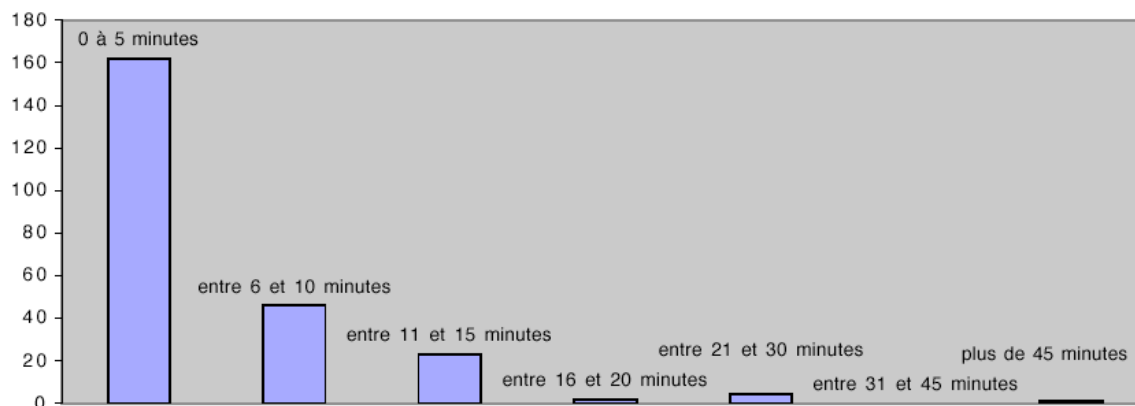 180
0 à 5 minutes
160
140
120
100
80
60
entre 6 et 10 minutes
40
entre 11 et 15 minutes
entre 21 et 30 minutes
plus de 45 minutes
20
entre 16 et 20 minutes
entre 31 et 45 minutes
0